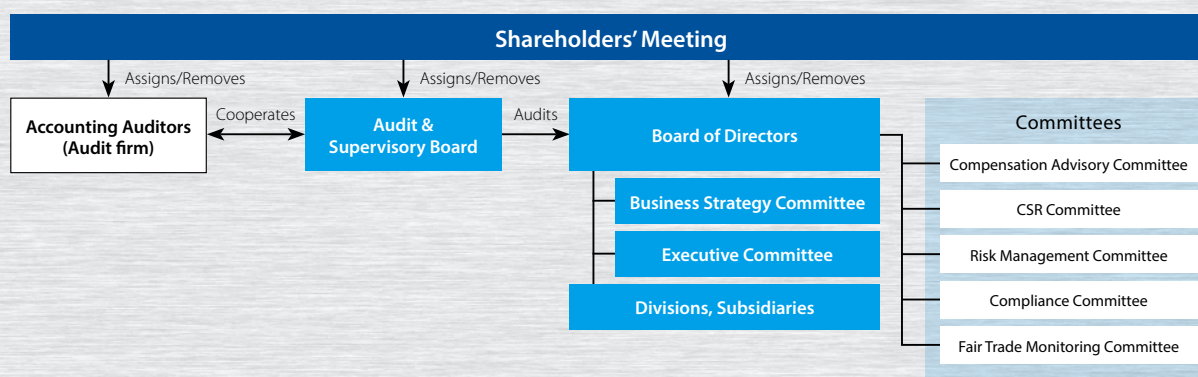 Shareholders’ Meeting
Assigns/Removes
Assigns/Removes
Assigns/Removes
Accounting Auditors
(Audit firm)
Cooperates
Audit &
Supervisory Board
Audits
Board of Directors
Business Strategy Committee
Executive Committee
Divisions, Subsidiaries
Committees
Compensation Advisory Committee
CSR Committee
Risk Management Committee
Compliance Committee
Fair Trade Monitoring Committee